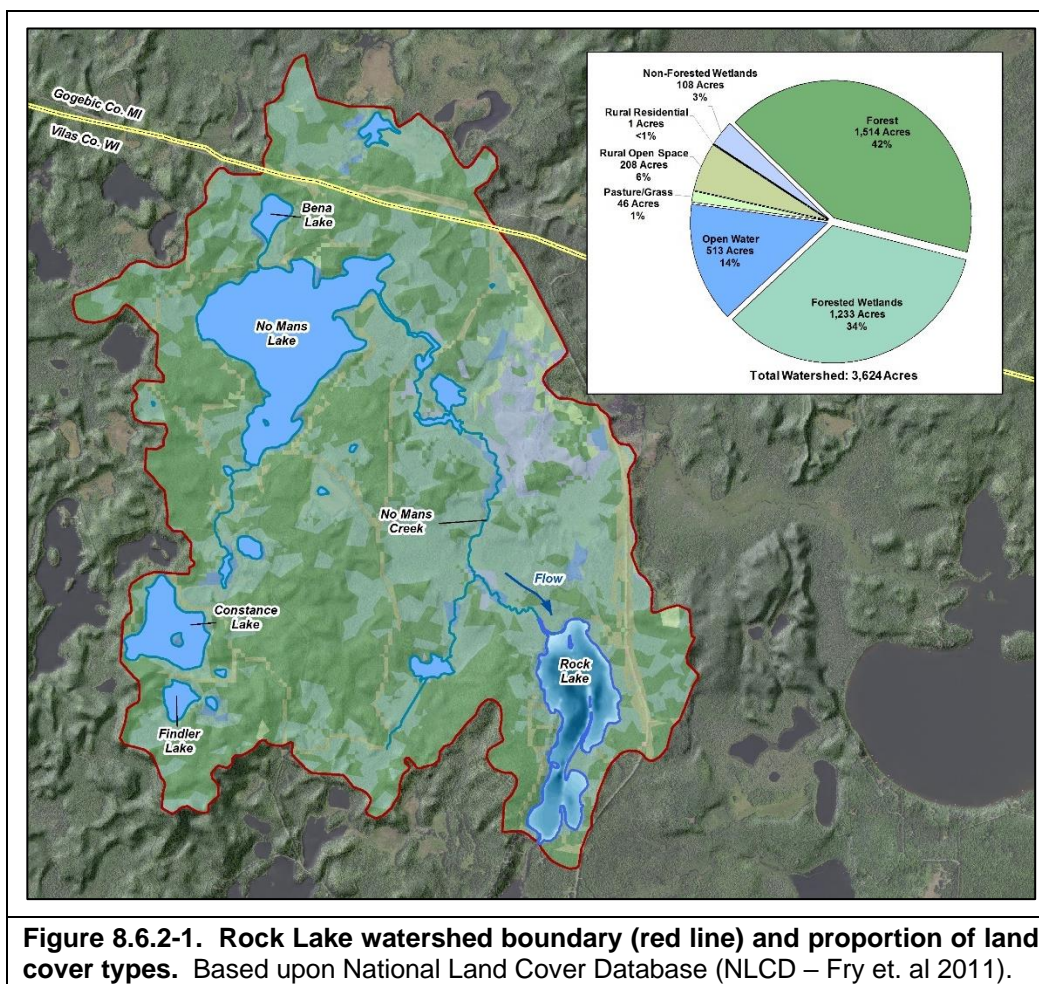 Gogebic Co. MI
Vilas Co. WI
Bena
Lake
No Mans
Lake
No Mans
Creek
Flow
Constance
Lake
Rock
Lake
Findler
Lake
Non-Forested Wetlands
108 Acres
3%
Rural Residential
1 Acres
<1%
Rural Open Space
208 Acres
6%
Pasture/Grass
46 Acres
1%
Open Water
513 Acres
14%
Forest
1,514 Acres
42%
Forested Wetlands
1,233 Acres
34%
Total Watershed: 3,624 Acres
Figure 8.6.2-1. Rock Lake watershed boundary (red line) and proportion of land
cover types. Based upon National Land Cover Database (NLCD – Fry et. al 2011).